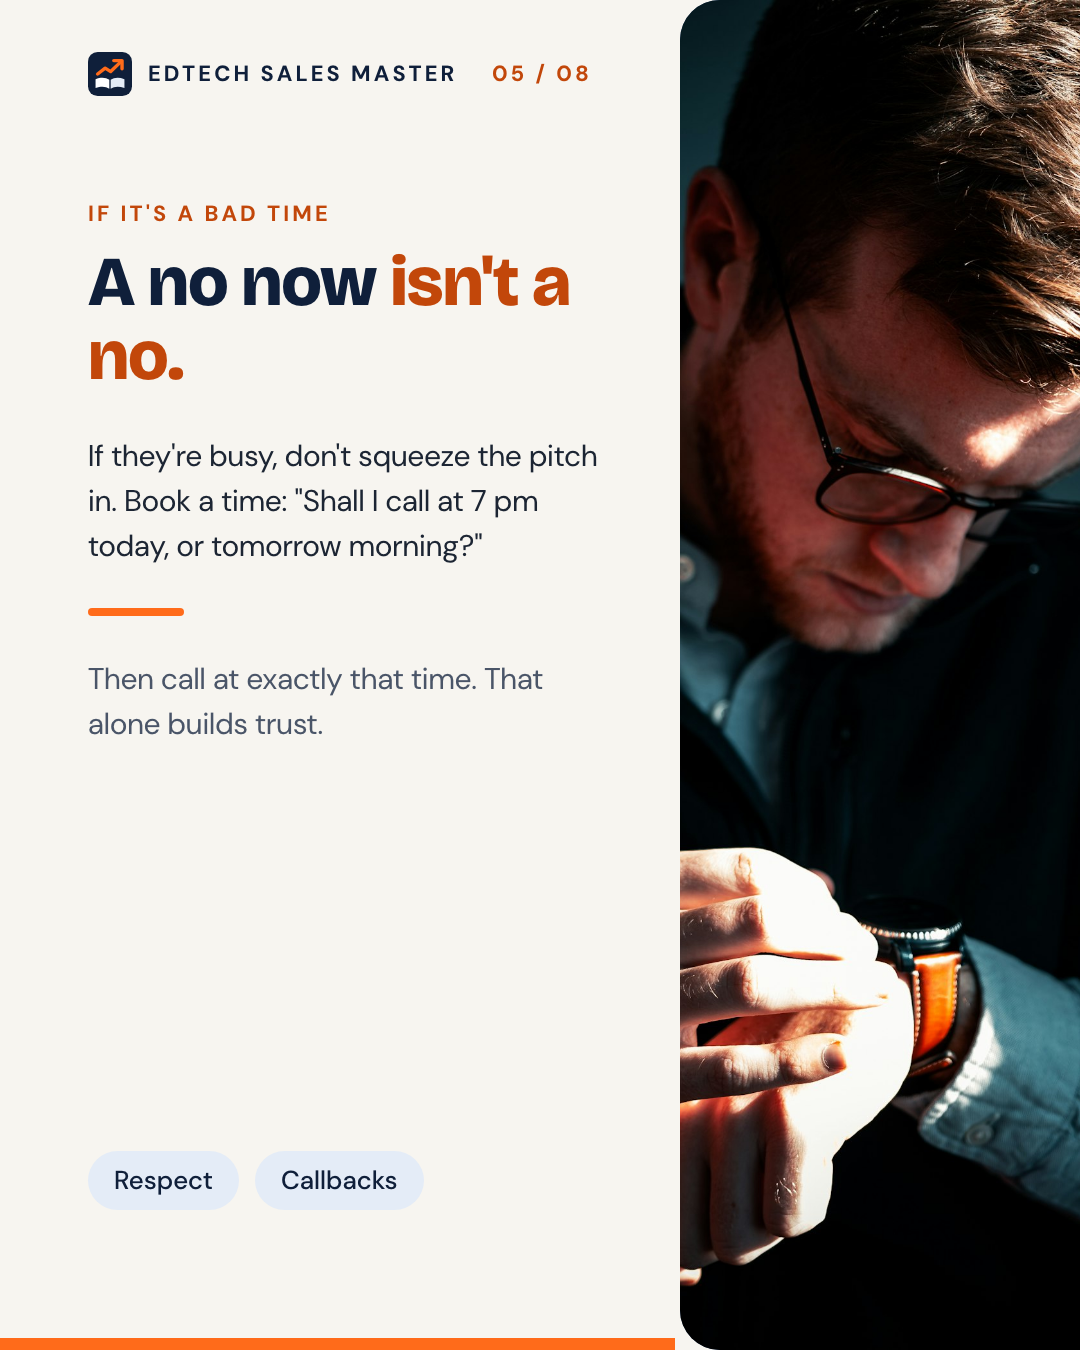 EDTECH SALES MASTER 05 / 08
IF IT'S A BAD TIME
A no now isn't a
no.
If they're busy, don't squeeze the pitch
in. Book a time: "Shall I call at 7 pm
today, or tomorrow morning?"
Then call at exactly that time. That
alone builds trust.
Respect Callbacks